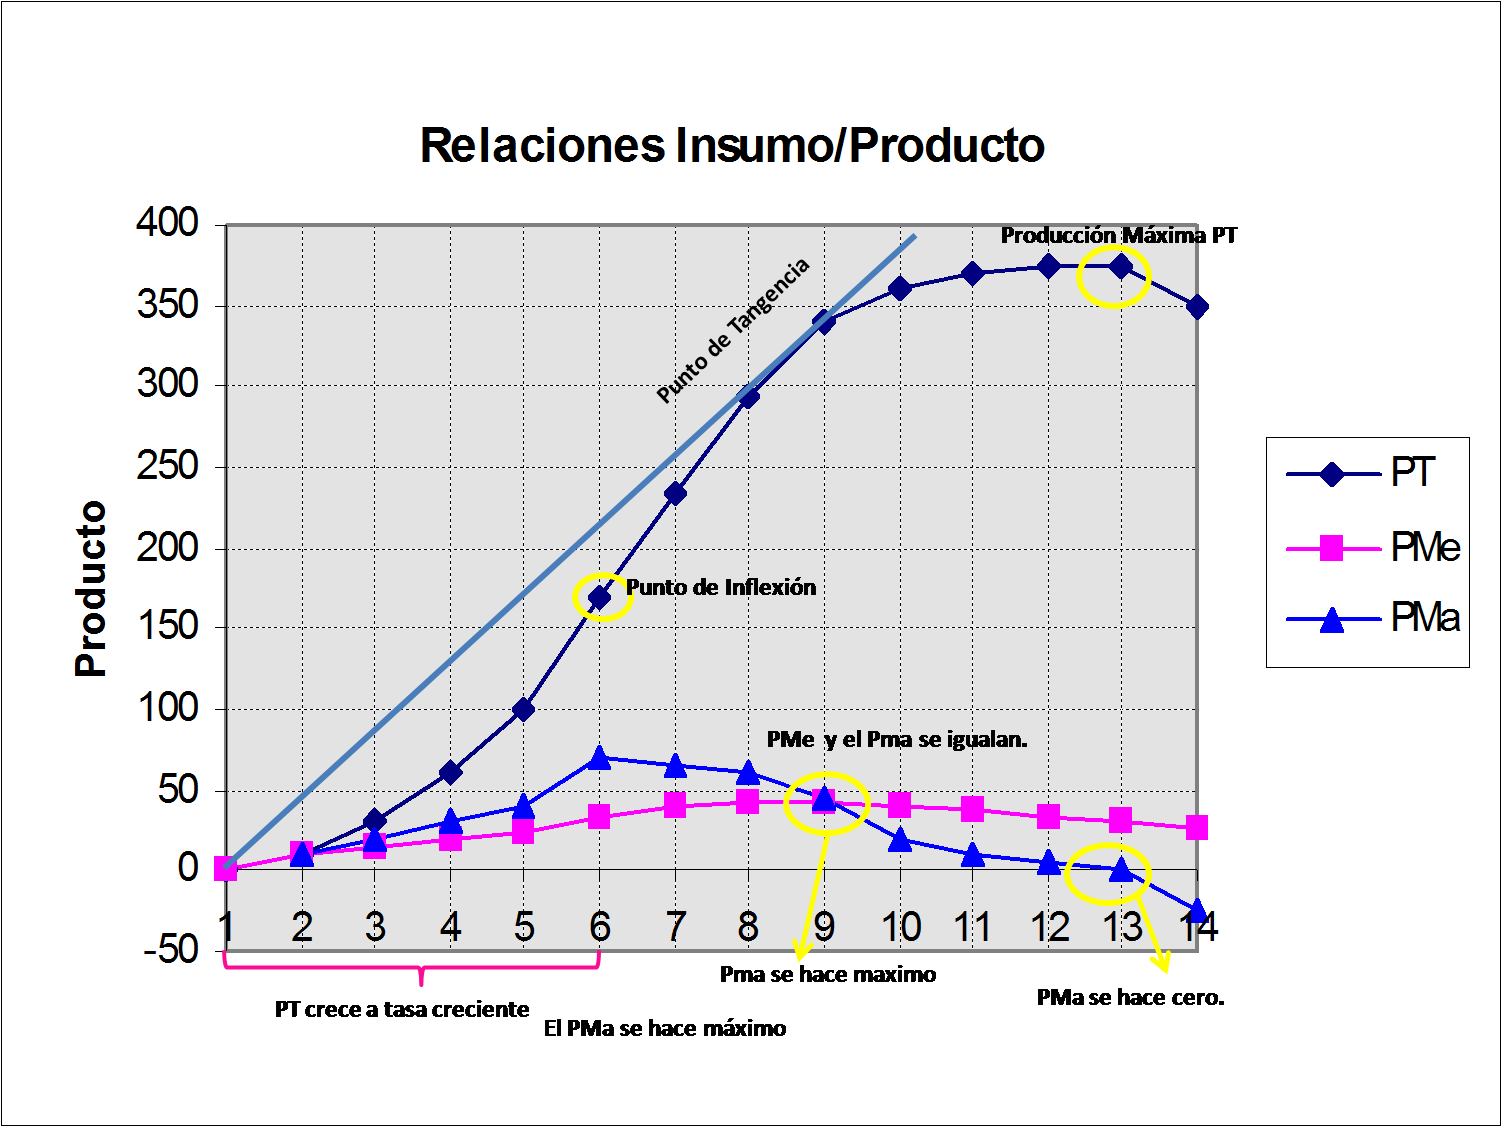 Relaciones Insumo/Producto
Producto
400
350
300
250
200
150
100
50
0
-50
Producción Máxima PT
Punto de Tangencia
Punto de Inflexión
PMe y el Pma se igualan.
1 2 3 4 5 6 7 8 9 10 11 12 13 14
PT
PMe
PMa
Pma se hace maximo
PMa se hace cero.
PT crece a tasa creciente
El PMa se hace máximo